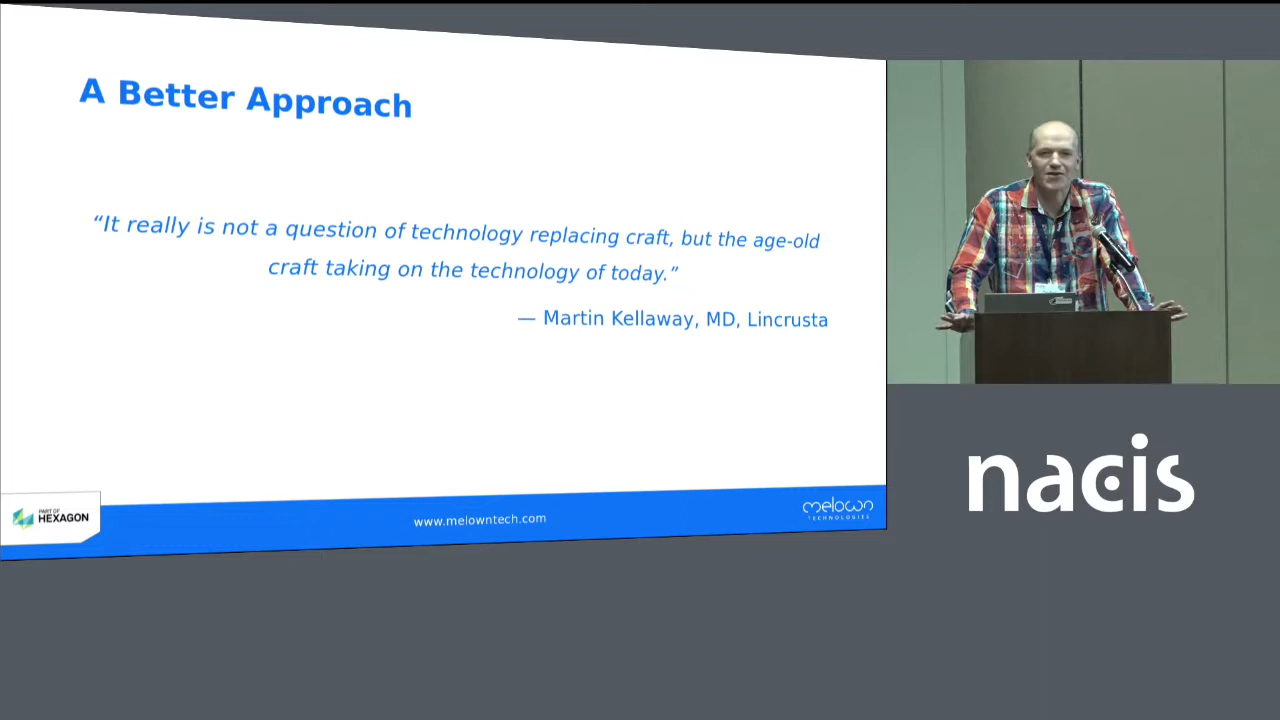 A Better Approach
“It really is not a question of technology replacing craft, but the age-old
craft taking on the technology of today.”
— Martin Kellaway, MD, Lincrusta
PART OF
HEXAGON
www.melowntech.com
melown
TECHNOLOGIES
nacis